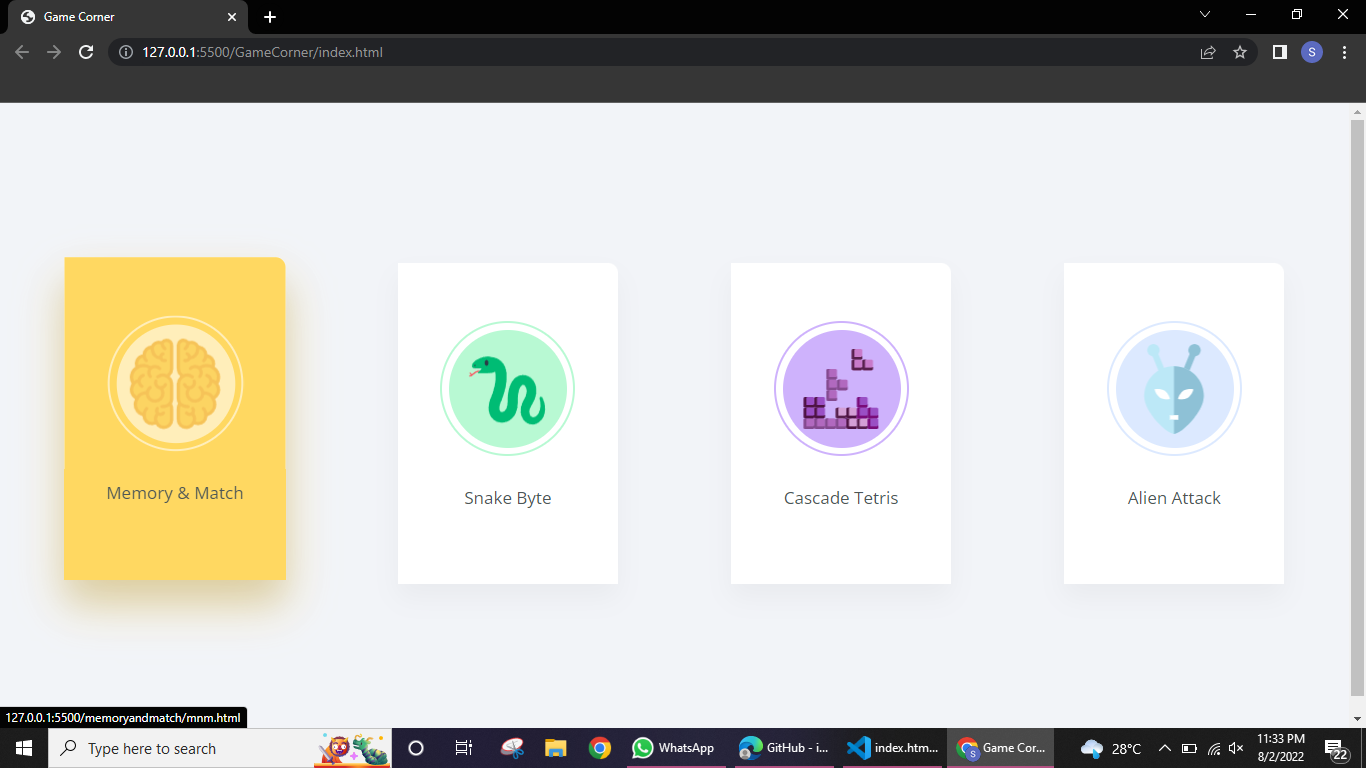 Game Corner
127.0.0.1:5500/GameCorner/index.html
S
Memory & Match
Snake Byte
Cascade Tetris
Alien Attack
127.0.0.1:5500/memoryandmatch/mnm.html
Type here to search
WhatsApp
GitHub - i...
index.htm...
S
Game Cor...
28°C
11:33 PM
8/2/2022
22